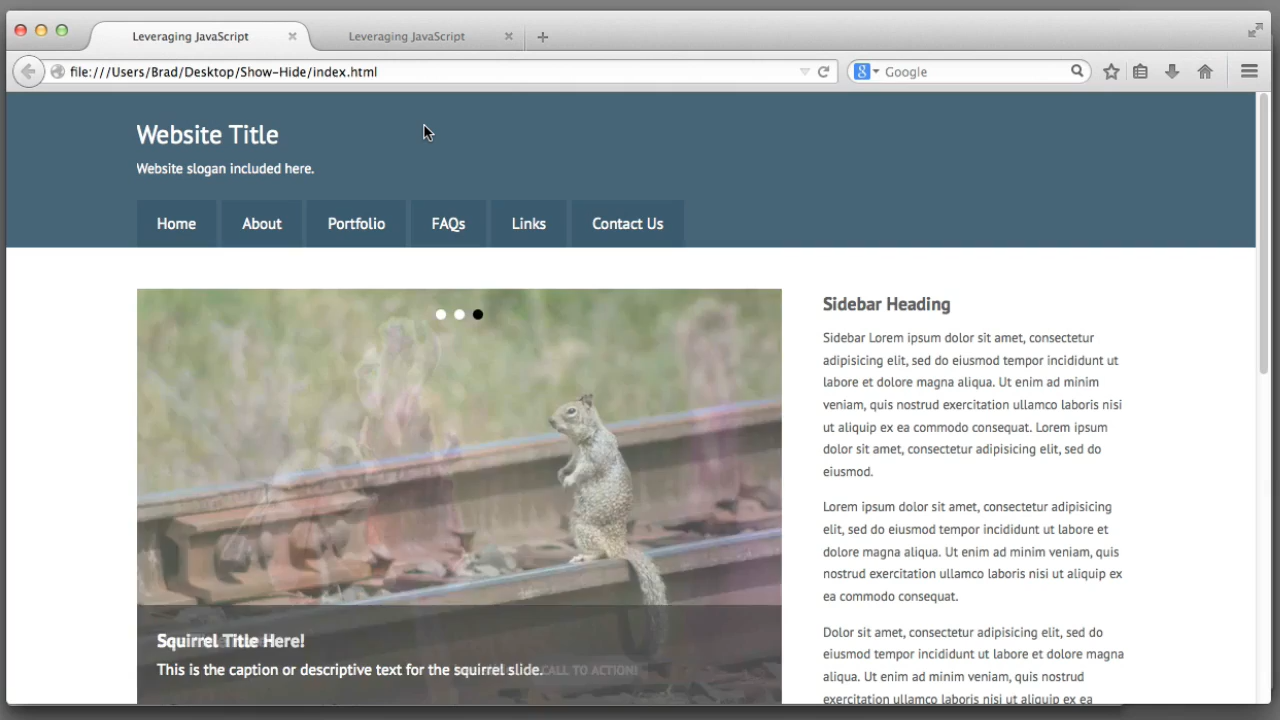 Leveraging JavaScript
Leveraging JavaScript
file:///Users/Brad/Desktop/Show-Hide/index.html
Google
Website Title
Website slogan included here.
Home
About
Portfolio
FAQs
Links
Contact Us
Squirrel Title Here!
This is the caption or descriptive text for the squirrel slide.
CALL TO ACTION!
Sidebar Heading
Sidebar Lorem ipsum dolor sit amet, consectetur
adipisicing elit, sed do eiusmod tempor incididunt ut
labore et dolore magna aliqua. Ut enim ad minim
veniam, quis nostrud exercitation ullamco laboris nisi
ut aliquip ex ea commodo consequat. Lorem ipsum
dolor sit amet, consectetur adipisicing elit, sed do
eiusmod.
Lorem ipsum dolor sit amet, consectetur adipisicing
elit, sed do eiusmod tempor incididunt ut labore et
dolore magna aliqua. Ut enim ad minim veniam, quis
nostrud exercitation ullamco laboris nisi ut aliquip ex
ea commodo consequat.
Dolor sit amet, consectetur adipisicing elit, sed do
eiusmod tempor incididunt ut labore et dolore magna
aliqua. Ut enim ad minim veniam, quis nostrud
exercitation ullamco laboris nisi ut aliquip ex ea